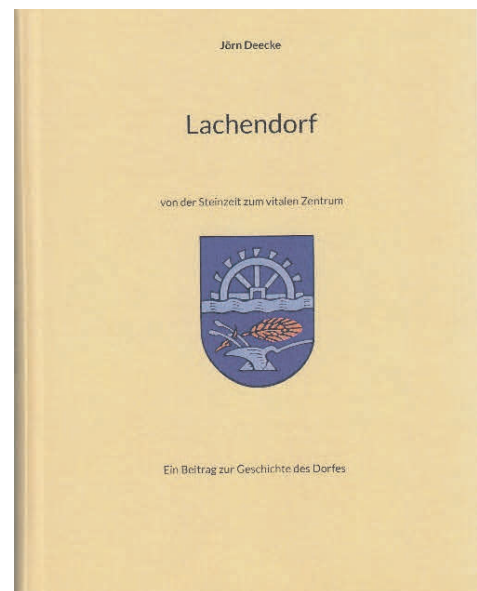 Jörn Deecke
Lachendorf
von der Steinzeit zum vitalen Zentrum
Ein Beitrag zur Geschichte des Dorfes